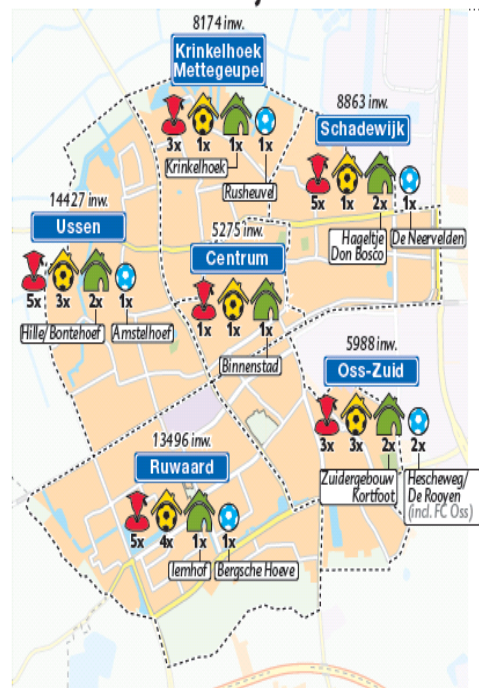 8174 inw.
Krinkelhoek
Mettegeupel
3x 1x 1x 1x
Krinkelhoek
Rusheuvel
8863 inw.
Schadewijk
5x 1x 2x 1x
Hageltje
Don Bosco
De Neervelden
14427 inw.
Ussen
5x 3x 2x 1x
Hille/Bontehoef
Amstelhoef
5275 inw.
Centrum
1x 1x 1x
Binnenstad
5988 inw.
Oss-Zuid
3x 3x 2x 2x
Zuidergebouw
Kortfoot
Hescheweg/
De Rooyen
(incl. FC Oss)
13496 inw.
Ruwaard
5x 4x 1x 1x
Iemhof
Bergsche Hoeve